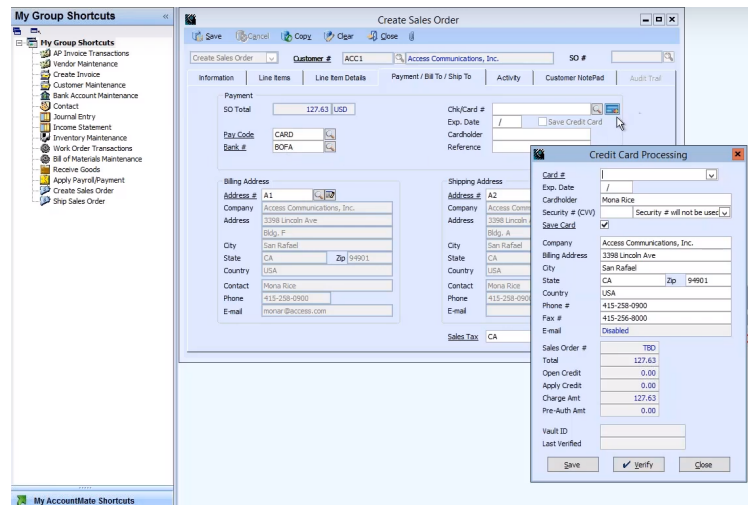 My Group Shortcuts «
My Group Shortcuts
AP Invoice Transactions
Vendor Maintenance
Create Invoice
Customer Maintenance
Bank Account Maintenance
Contact
Journal Entry
Income Statement
Inventory Maintenance
Work Order Transactions
Bill of Materials Maintenance
Receive Goods
Apply Payroll/Payment
Create Sales Order
Ship Sales Order
My AccountMate Shortcuts
Create Sales Order
Save Cancel Copy Clear Close
Create Sales Order Customer # ACC1 Access Communications, Inc. SO #
Information Line Items Line Item Details Payment / Bill To / Ship To Activity Customer NotePad Audit Trail
Payment
SO Total 127.63 USD Chk/Card #
Exp. Date / Save Credit Card
Pay Code CARD Cardholder
Bank # BOFA Reference
Billing Address
Address # A1
Company Access Communications, Inc.
Address 3398 Lincoln Ave
Bldg. F
City San Rafael
State CA Zip 94901
Country USA
Contact Mona Rice
Phone 415-258-0900
E-mail monar@access.com
Shipping Address
Address # A2
Company Access Comm
Address 3398 Lincoln
Bldg. A
City San Rafael
State CA
Country USA
Contact Mona Rice
Phone 415-258-090
E-mail
Sales Tax CA
Credit Card Processing
Card #
Exp. Date /
Cardholder Mona Rice
Security # (CVV) Security # will not be used
Save Card
Company Access Communications, Inc.
Billing Address 3398 Lincoln Ave
City San Rafael
State CA Zip 94901
Country USA
Phone # 415-258-0900
Fax # 415-256-8000
E-mail Disabled
Sales Order # TBD
Total 127.63
Open Credit 0.00
Apply Credit 0.00
Charge Amt 127.63
Pre-Auth Amt 0.00
Vault ID
Last Verified
Save Verify Close